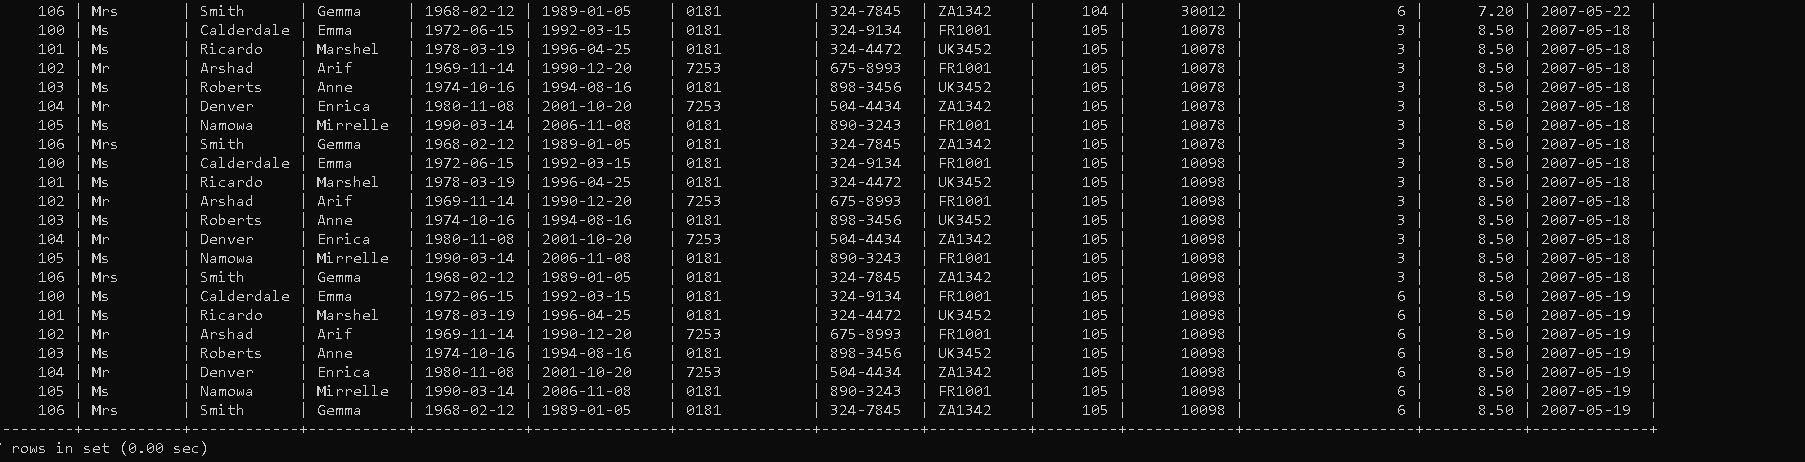 106 | Mrs | Smith | Gemma | 1968-02-12 | 1989-01-05 | 0181 | 324-7845 | ZA1342 | 104 | 30012 | 6 | 7.20 | 2007-05-22 |
100 | Ms | Calderdale | Emma | 1972-06-15 | 1992-03-15 | 0181 | 324-9134 | FR1001 | 105 | 10078 | 3 | 8.50 | 2007-05-18 |
101 | Ms | Ricardo | Marshel | 1978-03-19 | 1996-04-25 | 0181 | 324-4472 | UK3452 | 105 | 10078 | 3 | 8.50 | 2007-05-18 |
102 | Mr | Arshad | Arif | 1969-11-14 | 1990-12-20 | 7253 | 675-8993 | FR1001 | 105 | 10078 | 3 | 8.50 | 2007-05-18 |
103 | Ms | Roberts | Anne | 1974-10-16 | 1994-08-16 | 0181 | 898-3456 | UK3452 | 105 | 10078 | 3 | 8.50 | 2007-05-18 |
104 | Mr | Denver | Enrica | 1980-11-08 | 2001-10-20 | 7253 | 504-4434 | ZA1342 | 105 | 10078 | 3 | 8.50 | 2007-05-18 |
105 | Ms | Namowa | Mirrelle | 1990-03-14 | 2006-11-08 | 0181 | 890-3243 | FR1001 | 105 | 10078 | 3 | 8.50 | 2007-05-18 |
106 | Mrs | Smith | Gemma | 1968-02-12 | 1989-01-05 | 0181 | 324-7845 | ZA1342 | 105 | 10078 | 3 | 8.50 | 2007-05-18 |
100 | Ms | Calderdale | Emma | 1972-06-15 | 1992-03-15 | 0181 | 324-9134 | FR1001 | 105 | 10098 | 3 | 8.50 | 2007-05-18 |
101 | Ms | Ricardo | Marshel | 1978-03-19 | 1996-04-25 | 0181 | 324-4472 | UK3452 | 105 | 10098 | 3 | 8.50 | 2007-05-18 |
102 | Mr | Arshad | Arif | 1969-11-14 | 1990-12-20 | 7253 | 675-8993 | FR1001 | 105 | 10098 | 3 | 8.50 | 2007-05-18 |
103 | Ms | Roberts | Anne | 1974-10-16 | 1994-08-16 | 0181 | 898-3456 | UK3452 | 105 | 10098 | 3 | 8.50 | 2007-05-18 |
104 | Mr | Denver | Enrica | 1980-11-08 | 2001-10-20 | 7253 | 504-4434 | ZA1342 | 105 | 10098 | 3 | 8.50 | 2007-05-18 |
105 | Ms | Namowa | Mirrelle | 1990-03-14 | 2006-11-08 | 0181 | 890-3243 | FR1001 | 105 | 10098 | 3 | 8.50 | 2007-05-18 |
106 | Mrs | Smith | Gemma | 1968-02-12 | 1989-01-05 | 0181 | 324-7845 | ZA1342 | 105 | 10098 | 3 | 8.50 | 2007-05-18 |
100 | Ms | Calderdale | Emma | 1972-06-15 | 1992-03-15 | 0181 | 324-9134 | FR1001 | 105 | 10098 | 6 | 8.50 | 2007-05-19 |
101 | Ms | Ricardo | Marshel | 1978-03-19 | 1996-04-25 | 0181 | 324-4472 | UK3452 | 105 | 10098 | 6 | 8.50 | 2007-05-19 |
102 | Mr | Arshad | Arif | 1969-11-14 | 1990-12-20 | 7253 | 675-8993 | FR1001 | 105 | 10098 | 6 | 8.50 | 2007-05-19 |
103 | Ms | Roberts | Anne | 1974-10-16 | 1994-08-16 | 0181 | 898-3456 | UK3452 | 105 | 10098 | 6 | 8.50 | 2007-05-19 |
104 | Mr | Denver | Enrica | 1980-11-08 | 2001-10-20 | 7253 | 504-4434 | ZA1342 | 105 | 10098 | 6 | 8.50 | 2007-05-19 |
105 | Ms | Namowa | Mirrelle | 1990-03-14 | 2006-11-08 | 0181 | 890-3243 | FR1001 | 105 | 10098 | 6 | 8.50 | 2007-05-19 |
106 | Mrs | Smith | Gemma | 1968-02-12 | 1989-01-05 | 0181 | 324-7845 | ZA1342 | 105 | 10098 | 6 | 8.50 | 2007-05-19 |
rows in set (0.00 sec)